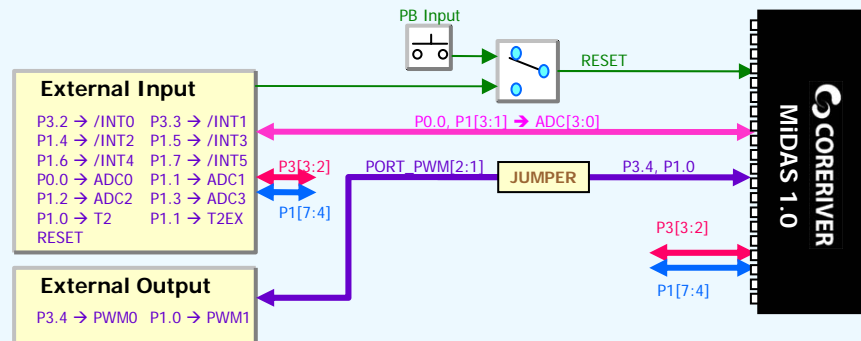 PB Input
RESET
External Input
P3.2 → /INT0 P3.3 → /INT1
P1.4 → /INT2 P1.5 → /INT3
P1.6 → /INT4 P1.7 → /INT5
P0.0 → ADC0 P1.1 → ADC1
P1.2 → ADC2 P1.3 → ADC3
P1.0 → T2 P1.1 → T2EX
RESET
P0.0, P1[3:1] → ADC[3:0]
P3[3:2]
P1[7:4]
PORT_PWM[2:1]
JUMPER
P3.4, P1.0
P3[3:2]
P1[7:4]
External Output
P3.4 → PWM0 P1.0 → PWM1
CORERIVER
MiDAS 1.0